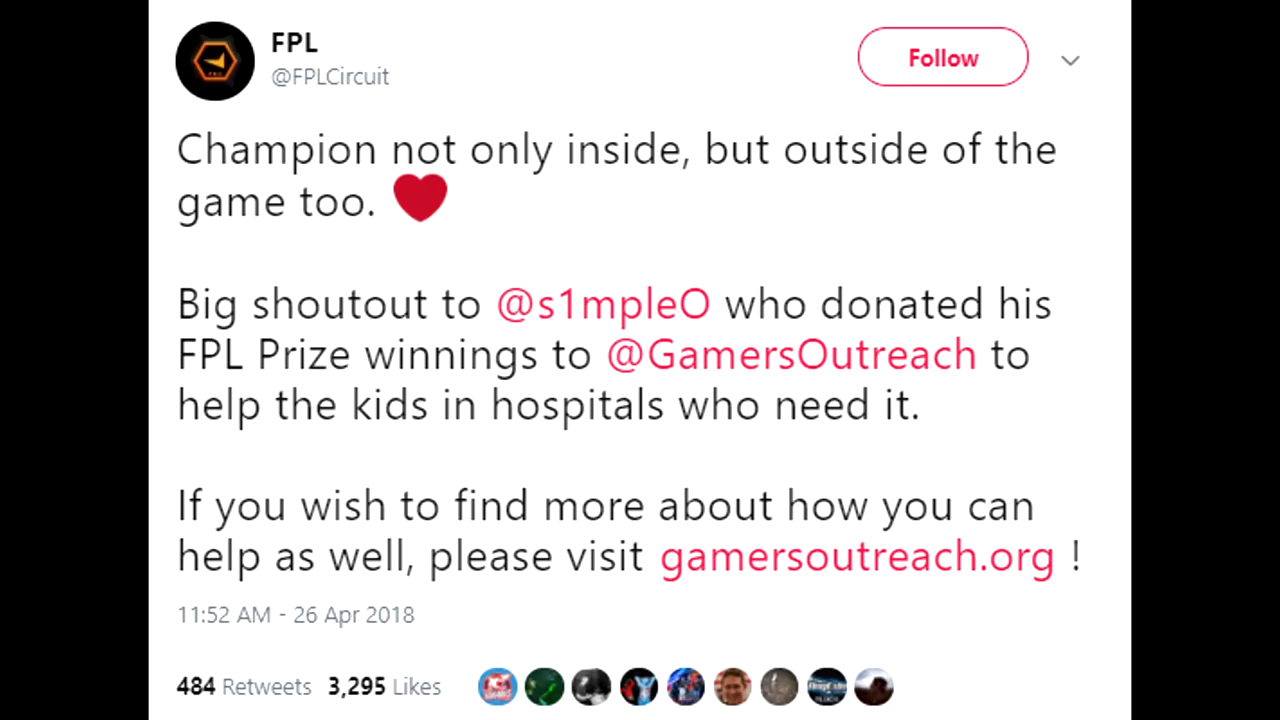 FPL
@FPLCircuit
Follow
Champion not only inside, but outside of the
game too. ❤
Big shoutout to @s1mpleO who donated his
FPL Prize winnings to @GamersOutreach to
help the kids in hospitals who need it.
If you wish to find more about how you can
help as well, please visit gamersoutreach.org !
11:52 AM - 26 Apr 2018
484 Retweets 3,295 Likes